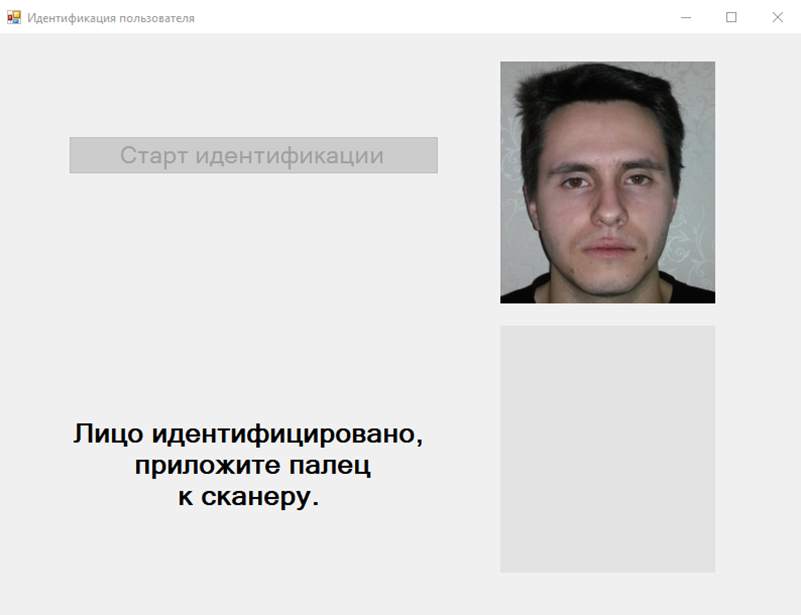 Идентификация пользователя
Старт идентификации
Лицо идентифицировано,
приложите палец
к сканеру.